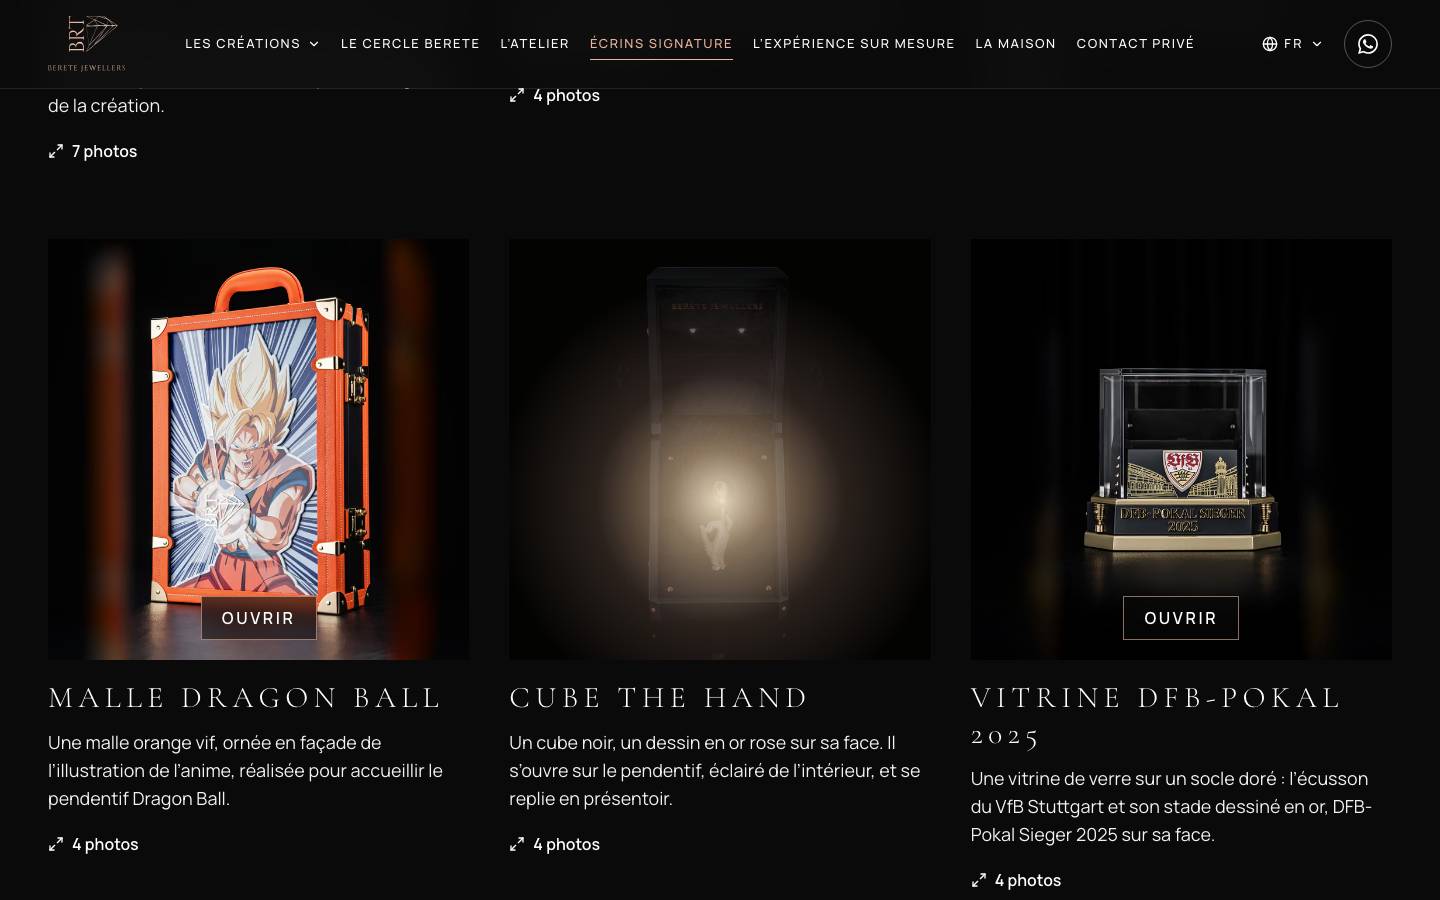 BRT
BERETE JEWELLERS
LES CRÉATIONS
LE CERCLE BERETE
L'ATELIER
ÉCRINS SIGNATURE
L'EXPÉRIENCE SUR MESURE
LA MAISON
CONTACT PRIVÉ
FR
de la création.
7 photos
4 photos
BRT
OUVRIR
BERETE JEWELLERS
VfB
DFB-POKAL SIEGER
2025
OUVRIR
MALLE DRAGON BALL
Une malle orange vif, ornée en façade de
l’illustration de l’anime, réalisée pour accueillir le
pendentif Dragon Ball.
4 photos
CUBE THE HAND
Un cube noir, un dessin en or rose sur sa face. Il
s’ouvre sur le pendentif, éclairé de l’intérieur, et se
replie en présentoir.
4 photos
VITRINE DFB-POKAL
2025
Une vitrine de verre sur un socle doré : l’écusson
du VfB Stuttgart et son stade dessiné en or, DFB-
Pokal Sieger 2025 sur sa face.
4 photos